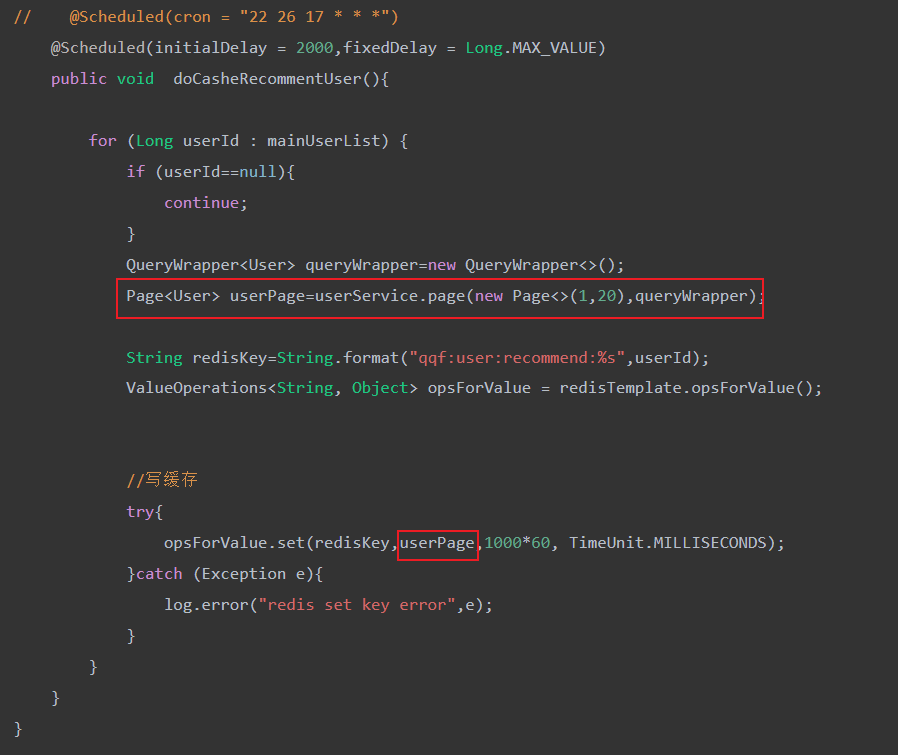 //    @Scheduled(cron = "22 26 17 * * *")
    @Scheduled(initialDelay = 2000,fixedDelay = Long.MAX_VALUE)
    public void  doCasheRecommentUser(){
        for (Long userId : mainUserList) {
            if (userId==null){
                continue;
            }
            QueryWrapper<User> queryWrapper=new QueryWrapper<>();
            Page<User> userPage=userService.page(new Page<>(1,20),queryWrapper);
            String redisKey=String.format("qqf:user:recommend:%s",userId);
            ValueOperations<String, Object> opsForValue = redisTemplate.opsForValue();
            //写缓存
            try{
                opsForValue.set(redisKey,userPage,1000*60, TimeUnit.MILLISECONDS);
            }catch (Exception e){
                log.error("redis set key error",e);
            }
        }
    }
}